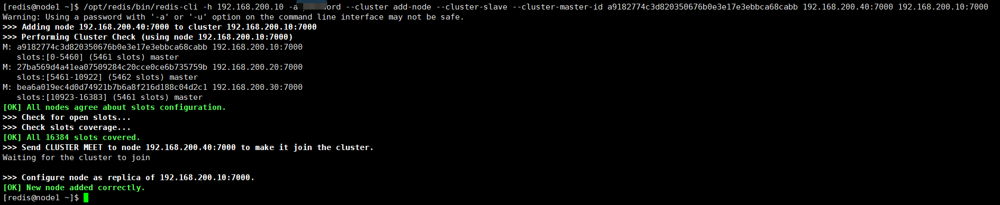 [redis@node1 ~]$ /opt/redis/bin/redis-cli -h 192.168.200.10 -a ord --cluster add-node --cluster-slave --cluster-master-id a9182774c3d820350676b0e3e17e3ebbca68cabb 192.168.200.40:7000 192.168.200.10:7000
Warning: Using a password with '-a' or '-u' option on the command line interface may not be safe.
>>> Adding node 192.168.200.40:7000 to cluster 192.168.200.10:7000
>>> Performing Cluster Check (using node 192.168.200.10:7000)
M: a9182774c3d820350676b0e3e17e3ebbca68cabb 192.168.200.10:7000
   slots:[0-5460] (5461 slots) master
M: 27ba569d4a41ea07509284c20cce0ce6b735759b 192.168.200.20:7000
   slots:[5461-10922] (5462 slots) master
M: bea6a019ec4d0d74921b7b6a8f216d188c04d2c1 192.168.200.30:7000
   slots:[10923-16383] (5461 slots) master
[OK] All nodes agree about slots configuration.
>>> Check for open slots...
>>> Check slots coverage...
[OK] All 16384 slots covered.
>>> Send CLUSTER MEET to node 192.168.200.40:7000 to make it join the cluster.
Waiting for the cluster to join
>>> Configure node as replica of 192.168.200.10:7000.
[OK] New node added correctly.
[redis@node1 ~]$